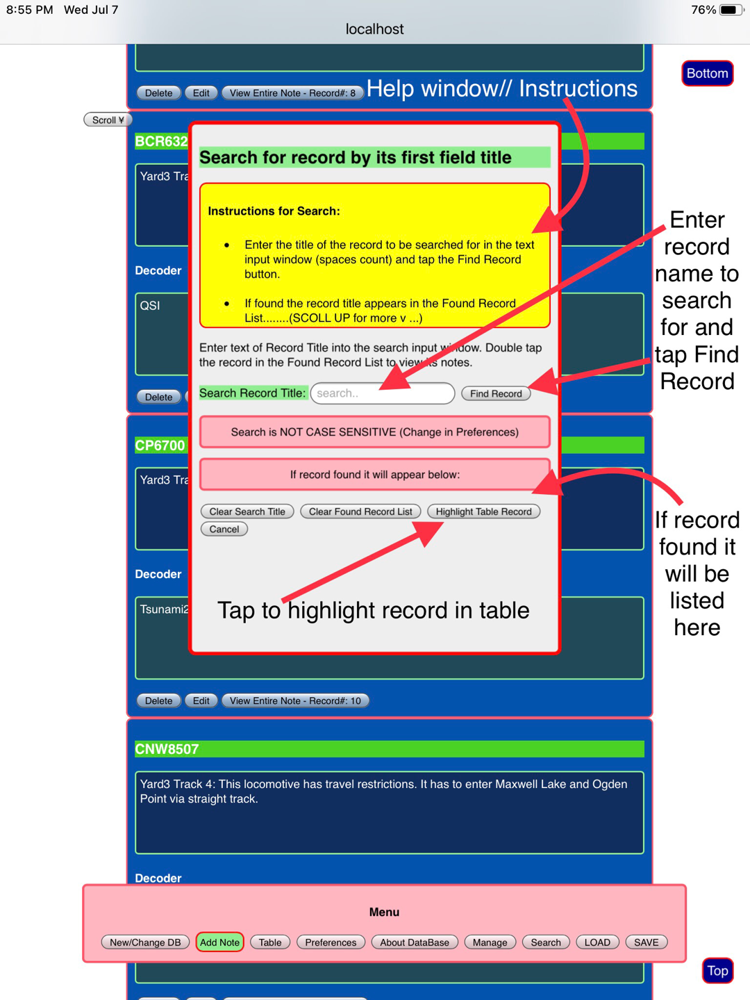 8:55 PM Wed Jul 7
76%
localhost
Bottom
Delete Edit View Entire Note - Record#: 8
Help window// Instructions
Scroll ¥
BCR632
Yard3 Tra
Search for record by its first field title
Instructions for Search:
• Enter the title of the record to be searched for in the text
input window (spaces count) and tap the Find Record
button.
• If found the record title appears in the Found Record
List........(SCOLL UP for more v ...)
Enter
record
name to
search
for and
tap Find
Record
Decoder
QSI
Enter text of Record Title into the search input window. Double tap
the record in the Found Record List to view its notes.
Search Record Title: search.. Find Record
Delete
Search is NOT CASE SENSITIVE (Change in Preferences)
CP6700
Yard3 Tra
If record found it will appear below:
Clear Search Title Clear Found Record List Highlight Table Record
Cancel
If record
found it
will be
listed
here
Decoder
Tsunami2
Tap to highlight record in table
Delete Edit View Entire Note - Record#: 10
CNW8507
Yard3 Track 4: This locomotive has travel restrictions. It has to enter Maxwell Lake and Ogden
Point via straight track.
Decoder
Menu
New/Change DB Add Note Table Preferences About DataBase Manage Search LOAD SAVE
Top